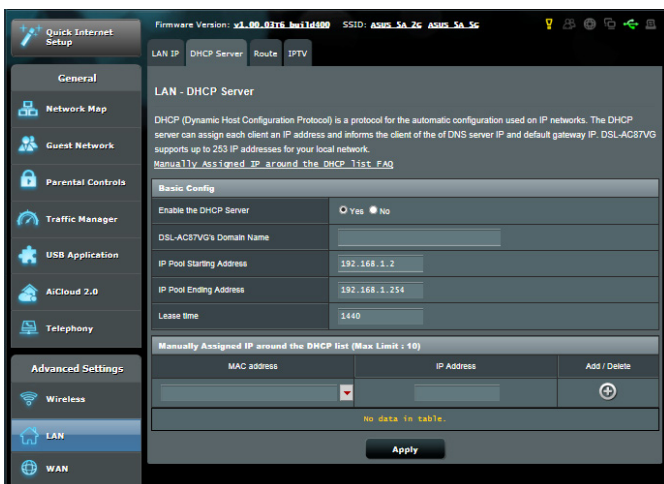 Quick Internet
Setup
Firmware Version: v1.00.03T6_build400 SSID: ASUS_5A_2G ASUS_5A_5G
LAN IP DHCP Server Route IPTV
General
Network Map
Guest Network
Parental Controls
Traffic Manager
USB Application
AiCloud 2.0
Telephony
Advanced Settings
Wireless
LAN
WAN
LAN - DHCP Server
DHCP (Dynamic Host Configuration Protocol) is a protocol for the automatic configuration used on IP networks. The DHCP
server can assign each client an IP address and informs the client of the of DNS server IP and default gateway IP. DSL-AC87VG
supports up to 253 IP addresses for your local network.
Manually Assigned IP around the DHCP list FAQ
Basic Config
Enable the DHCP Server Yes No
DSL-AC87VG's Domain Name
IP Pool Starting Address 192.168.1.2
IP Pool Ending Address 192.168.1.254
Lease time 1440
Manually Assigned IP around the DHCP list (Max Limit : 10)
MAC address IP Address Add / Delete
No data in table.
Apply